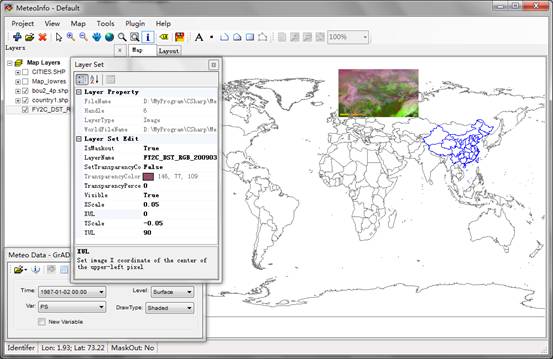 MeteoInfo - Default
Project View Map Tools Plugin Help
A 100%
Layers x Map Layout
Map Layers
CITIES.SHP
Map_lowres
bou2_4p.shp
country1.shp
FY2C_DST_R
Layer Set
Layer Property
FileName D:\MyProgram\CSharp\Me
Handle 6
LayerType Image
WorldFileName D:\MyProgram\CSharp\Me
Layer Set Edit
IsMaskout True
LayerName FY2C_DST_RGB_200903
SetTransparencyCo False
TransparencyColor 146, 77, 109
TransparencyPerce 0
Visible True
XScale 0.05
XUL 0
YScale -0.05
YUL 90
XUL
Set image X coordinate of the center of
the upper-left pixel
Meteo Data - GrADS
Time: 1987-01-02 00:00 Level: Surface
Var: PS DrawType: Shaded
New Variable
Identifer Lon: 1.93; Lat: 73.22 MaskOut: No